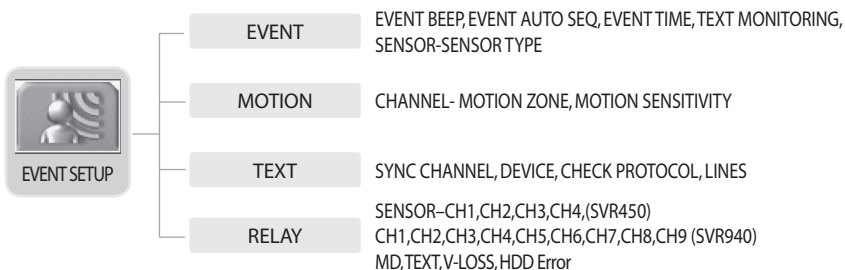 EVENT SETUP
EVENT
EVENT BEEP, EVENT AUTO SEQ, EVENT TIME, TEXT MONITORING,
SENSOR-SENSOR TYPE
MOTION
CHANNEL- MOTION ZONE, MOTION SENSITIVITY
TEXT
SYNC CHANNEL, DEVICE, CHECK PROTOCOL, LINES
RELAY
SENSOR–CH1,CH2,CH3,CH4,(SVR450)
CH1,CH2,CH3,CH4,CH5,CH6,CH7,CH8,CH9 (SVR940)
MD,TEXT,V-LOSS,HDD Error